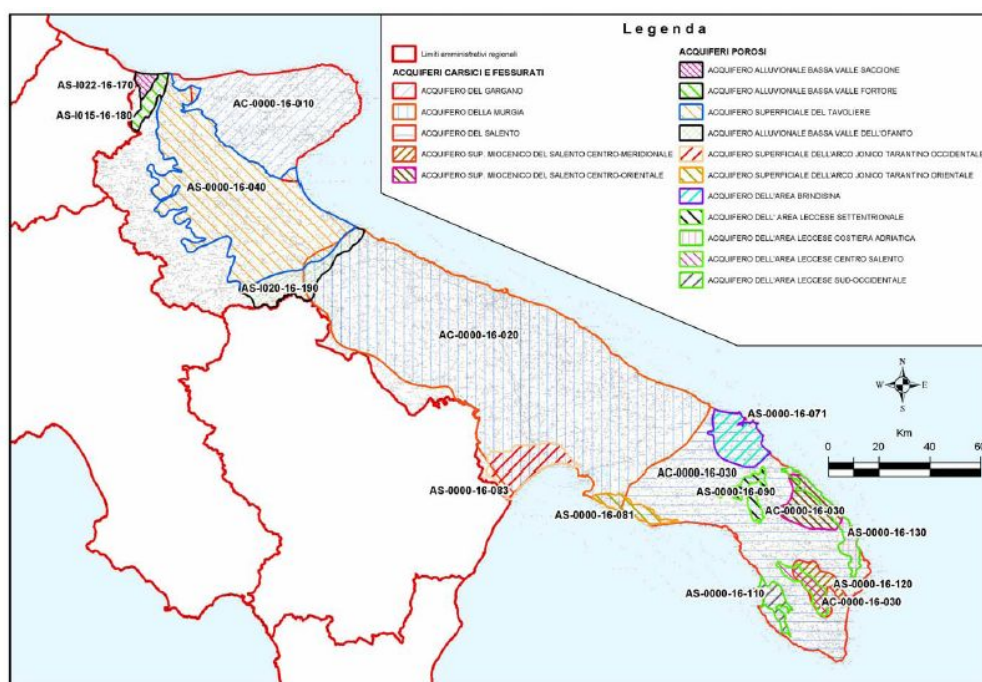 Legenda
Limiti amministrativi regionali
ACQUIFERI CARSICI E FESSURATI
ACQUIFERO DEL GARGANO
ACQUIFERO DELLA MURGIA
ACQUIFERO DEL SALENTO
ACQUIFERO SUP. MIOCENICO DEL SALENTO CENTRO-MERIDIONALE
ACQUIFERO SUP. MIOCENICO DEL SALENTO CENTRO-ORIENTALE
ACQUIFERI POROSI
ACQUIFERO ALLUVIONALE BASSA VALLE SACCIONE
ACQUIFERO ALLUVIONALE BASSA VALLE FORTORE
ACQUIFERO SUPERFICIALE DEL TAVOLIERE
ACQUIFERO ALLUVIONALE BASSA VALLE DELL'OFANTO
ACQUIFERO SUPERFICIALE DELL'ARCO JONICO TARANTINO OCCIDENTALE
ACQUIFERO SUPERFICIALE DELL'ARCO JONICO TARANTINO ORIENTALE
ACQUIFERO DELL'AREA BRINDISINA
ACQUIFERO DELL' AREA LECCESE SETTENTRIONALE
ACQUIFERO DELL'AREA LECCESE COSTIERA ADRIATICA
ACQUIFERO DELL'AREA LECCESE CENTRO SALENTO
ACQUIFERO DELL'AREA LECCESE SUD-OCCIDENTALE
AS-I022-16-170
AC-0000-16-010
AS-I015-16-180
AS-0000-16-040
AS-I020-16-190
AC-0000-16-020
N
W E
S
Km
0 20 40 60
AS-0000-16-071
AC-0000-16-030
AS-0000-16-083
AS-0000-16-090
AC-0000-16-030
AS-0000-16-081
AS-0000-16-130
AS-0000-16-120
AS-0000-16-110
AC-0000-16-030